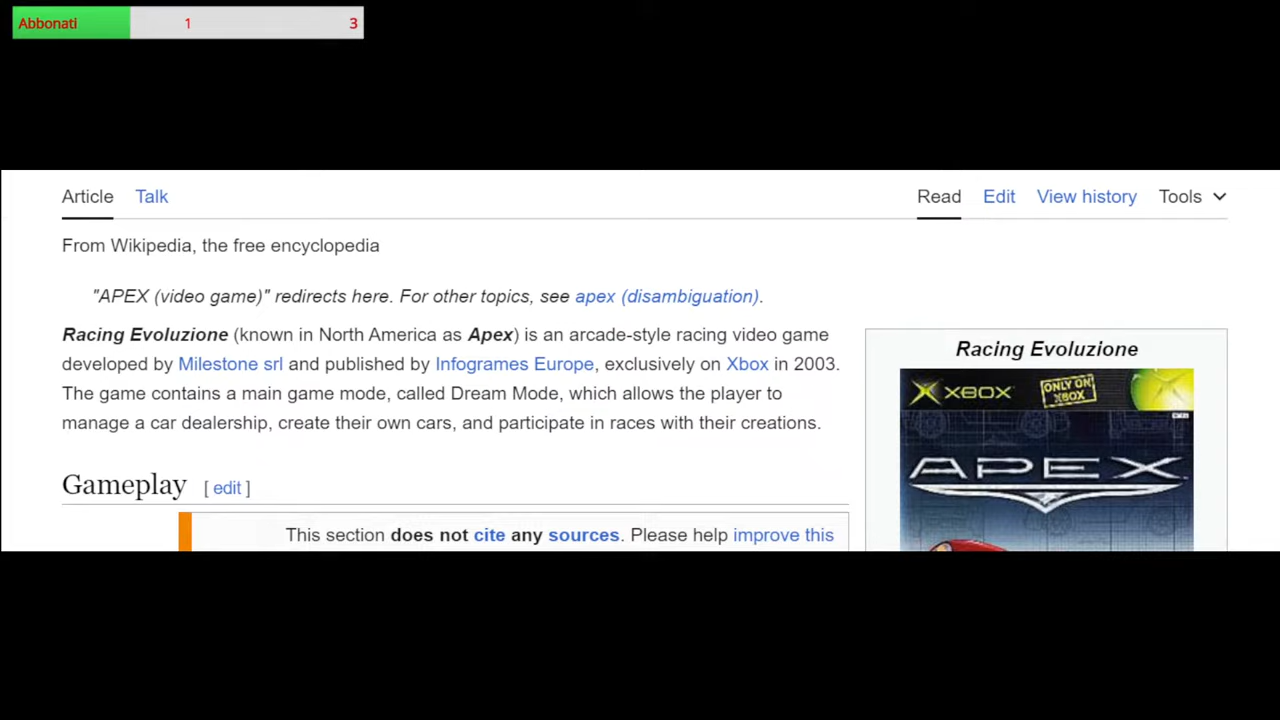 Abbonati 1 3
Article Talk Read Edit View history Tools
From Wikipedia, the free encyclopedia
"APEX (video game)" redirects here. For other topics, see apex (disambiguation).
Racing Evoluzione (known in North America as Apex) is an arcade-style racing video game
developed by Milestone srl and published by Infogrames Europe, exclusively on Xbox in 2003.
The game contains a main game mode, called Dream Mode, which allows the player to
manage a car dealership, create their own cars, and participate in races with their creations.
Gameplay [ edit ]
This section does not cite any sources. Please help improve this
Racing Evoluzione
XBOX
ONLY ON
XBOX
APEX